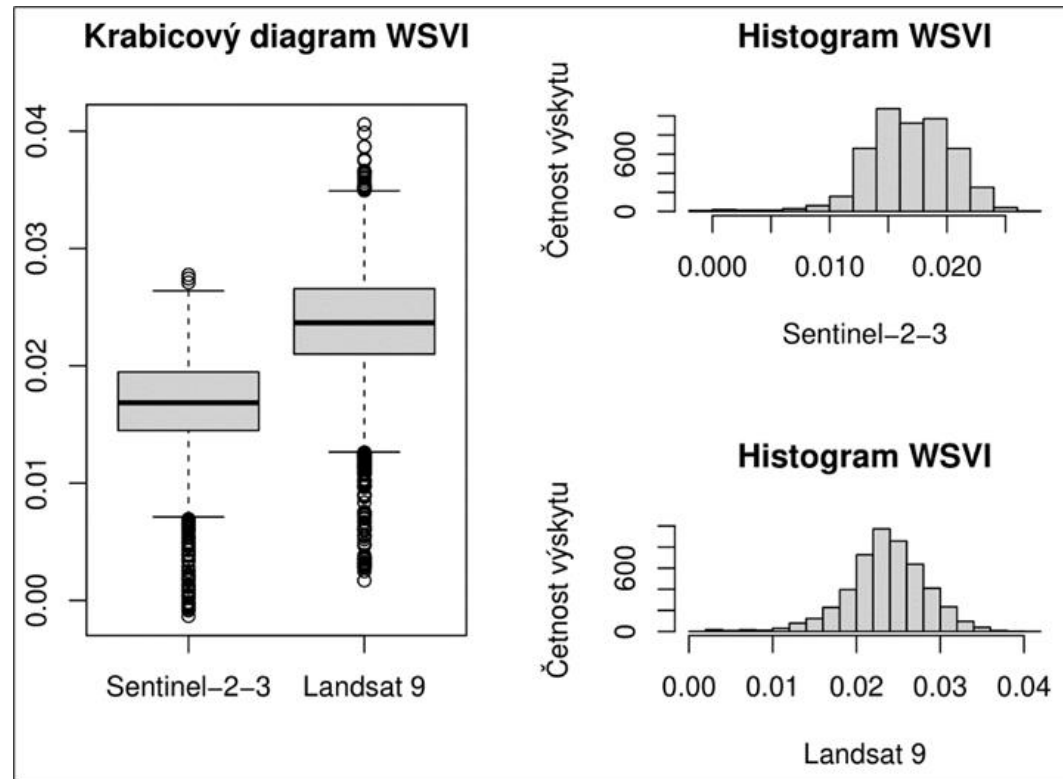 Krabicový diagram WSVI
0.04
0.03
0.02
0.01
0.00
Sentinel−2−3 Landsat 9
Histogram WSVI
Četnost výskytu
600
0
0.000 0.010 0.020
Sentinel−2−3
Histogram WSVI
Četnost výskytu
600
0
0.00 0.01 0.02 0.03 0.04
Landsat 9